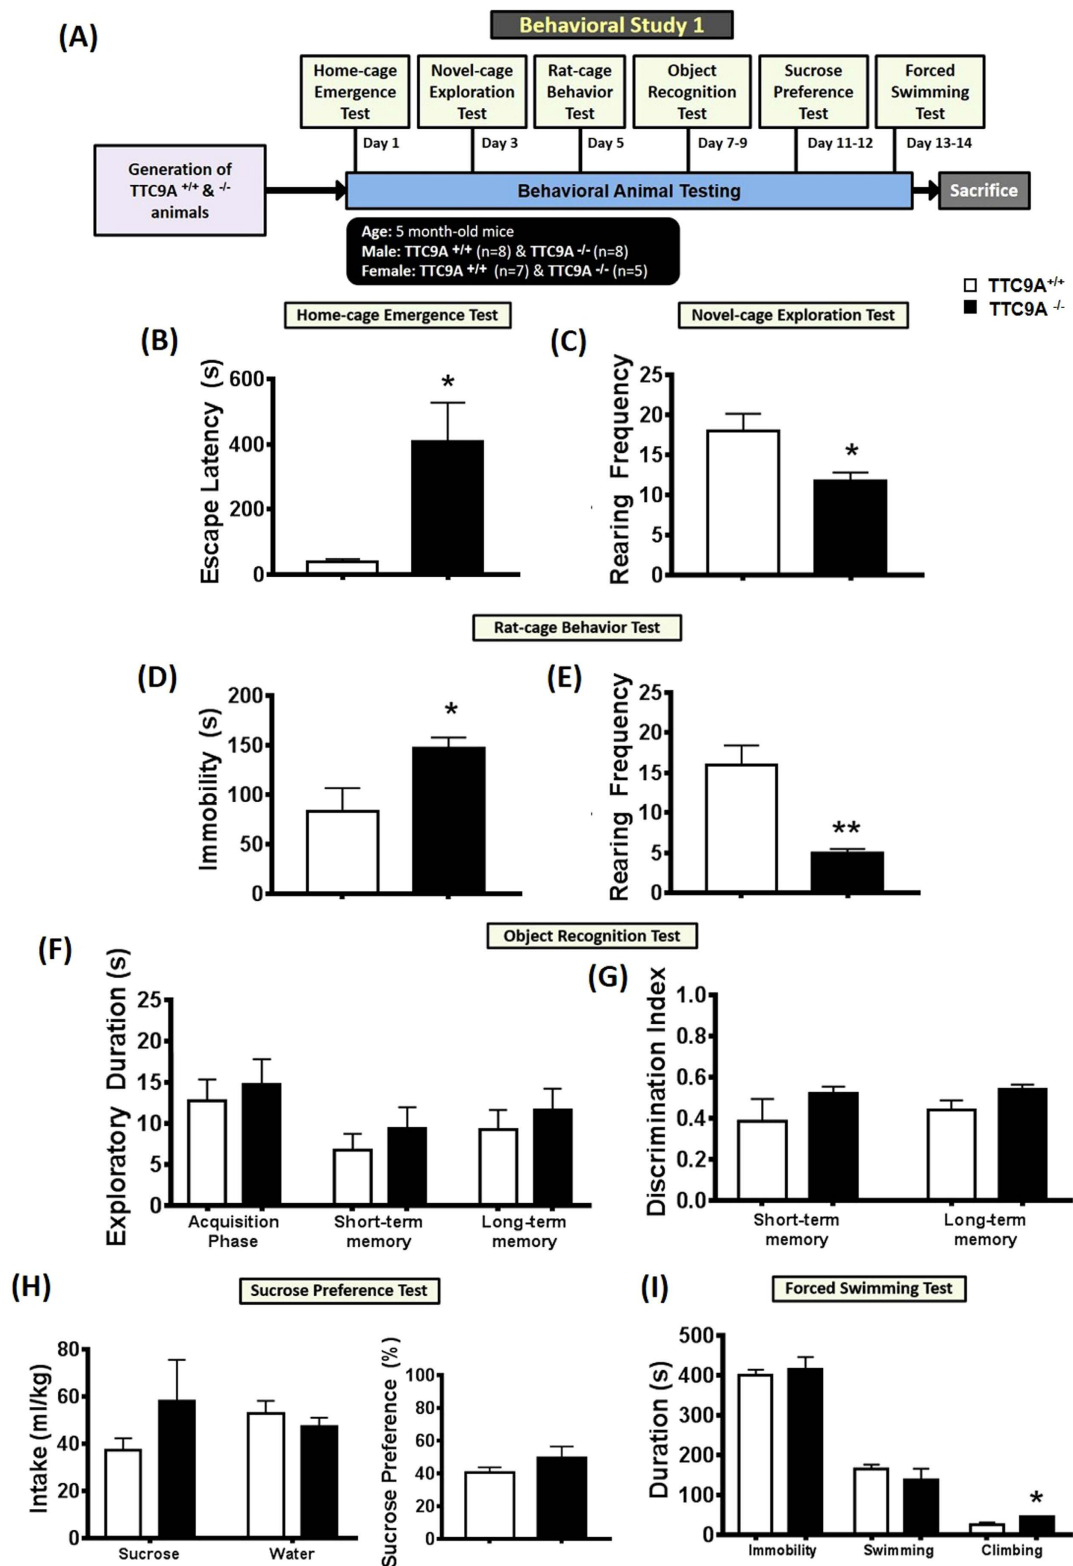 (A)
Behavioral Study 1
Home-cage
Emergence
Test
Novel-cage
Exploration
Test
Rat-cage
Behavior
Test
Object
Recognition
Test
Sucrose
Preference
Test
Forced
Swimming
Test
Day 1
Day 3
Day 5
Day 7-9
Day 11-12
Day 13-14
Generation of
TTC9A +/+ & -/-
animals
Behavioral Animal Testing
Sacrifice
Age: 5 month-old mice
Male: TTC9A +/+ (n=8) & TTC9A -/- (n=8)
Female: TTC9A +/+ (n=7) & TTC9A -/- (n=5)
TTC9A+/+
TTC9A -/-
Home-cage Emergence Test
(B)
Escape Latency (s)
600
400
200
0
*
Novel-cage Exploration Test
(C)
Rearing Frequency
25
20
15
10
5
0
*
Rat-cage Behavior Test
(D)
Immobility (s)
200
150
100
50
0
*
(E)
Rearing Frequency
25
20
15
10
5
0
**
Object Recognition Test
(F)
Exploratory Duration (s)
25
20
15
10
5
0
Acquisition
Phase
Short-term
memory
Long-term
memory
(G)
Discrimination Index
1.0
0.8
0.6
0.4
0.2
0.0
Short-term
memory
Long-term
memory
(H)
Sucrose Preference Test
Intake (ml/kg)
80
60
40
20
0
Sucrose
Water
Sucrose Preference (%)
100
80
60
40
20
0
Forced Swimming Test
(I)
Duration (s)
500
400
300
200
100
0
*
Immobility
Swimming
Climbing